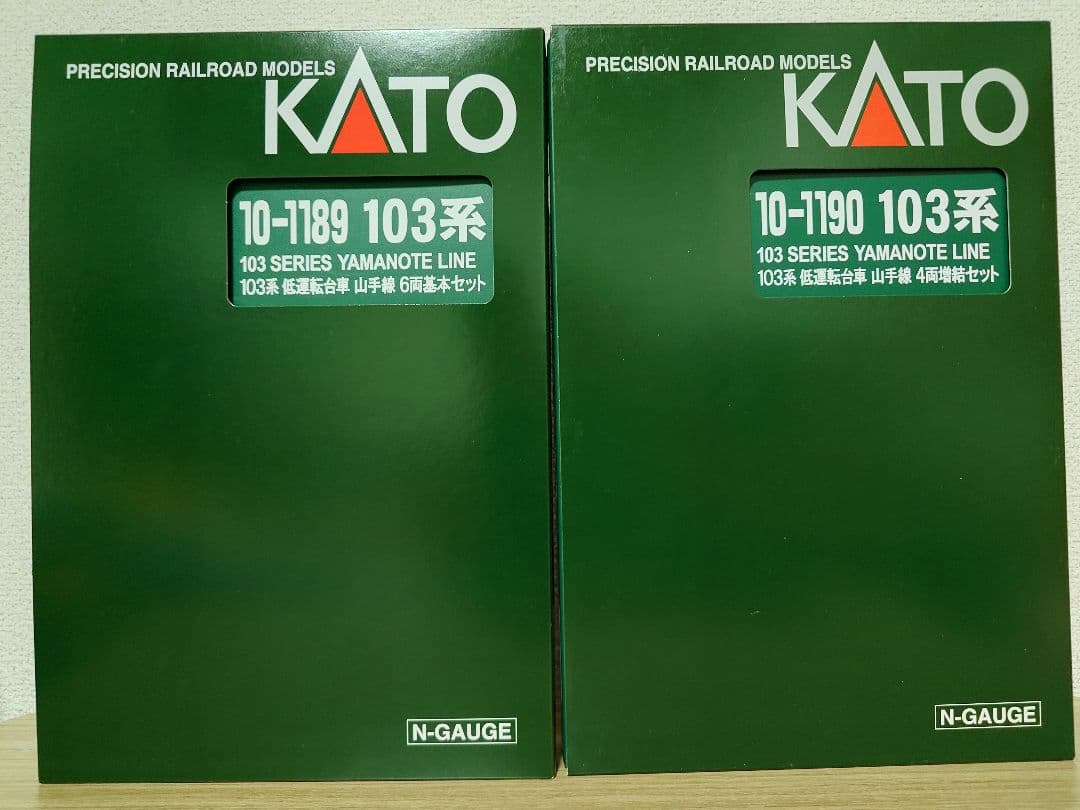 PRECISION RAILROAD MODELS
KATO
10-1189 103系
103 SERIES YAMANOTE LINE
103系 低運転台車 山手線 6両基本セット
N-GAUGE
PRECISION RAILROAD MODELS
KATO
10-1190 103系
103 SERIES YAMANOTE LINE
103系 低運転台車 山手線 4両増結セット
N-GAUGE